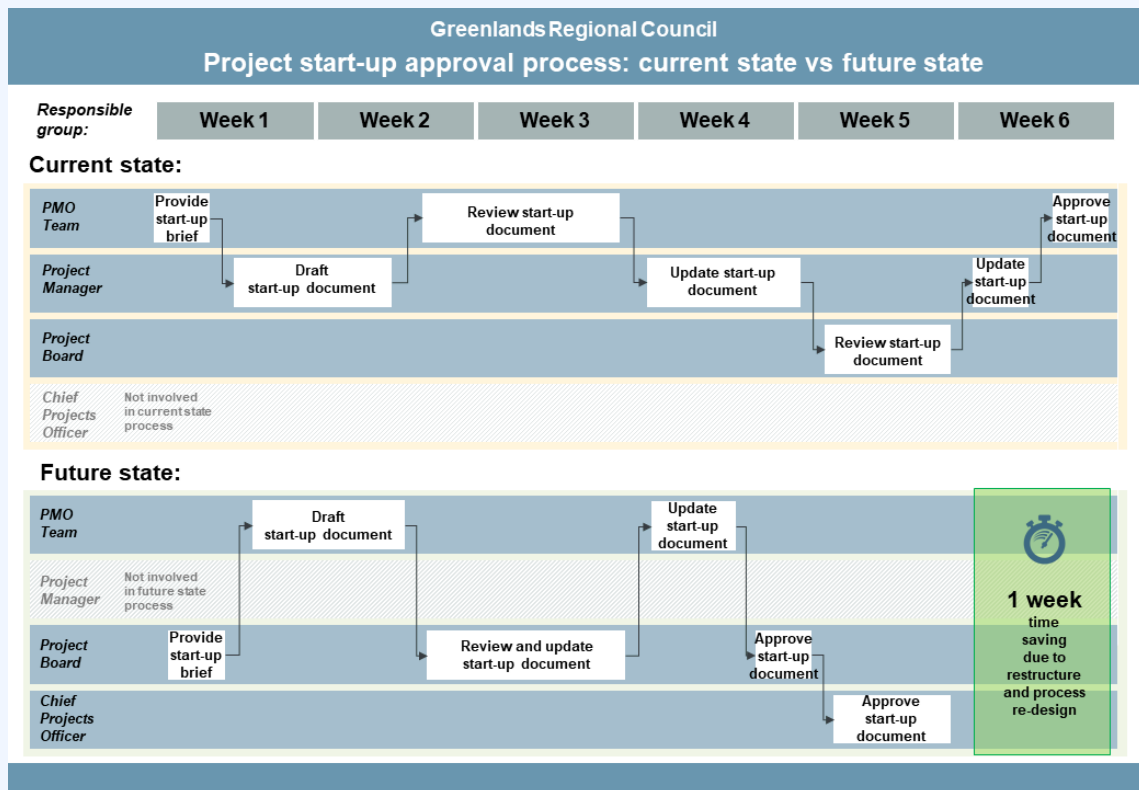 Greenlands Regional Council
Project start-up approval process: current state vs future state
Responsible
group:
Week 1
Week 2
Week 3
Week 4
Week 5
Week 6
Current state:
PMO
Team
Provide
start-up
brief
Review start-up
document
Approve
start-up
document
Project
Manager
Draft
start-up document
Update start-up
document
Update
start-up
document
Project
Board
Review start-up
document
Chief
Projects
Officer
Not involved
in current state
process
Future state:
PMO
Team
Draft
start-up document
Update
start-up
document
Project
Manager
Not involved
in future state
process
Project
Board
Provide
start-up
brief
Review and update
start-up document
Approve
start-up
document
Chief
Projects
Officer
Approve
start-up
document
1 week
time
saving
due to
restructure
and process
re-design